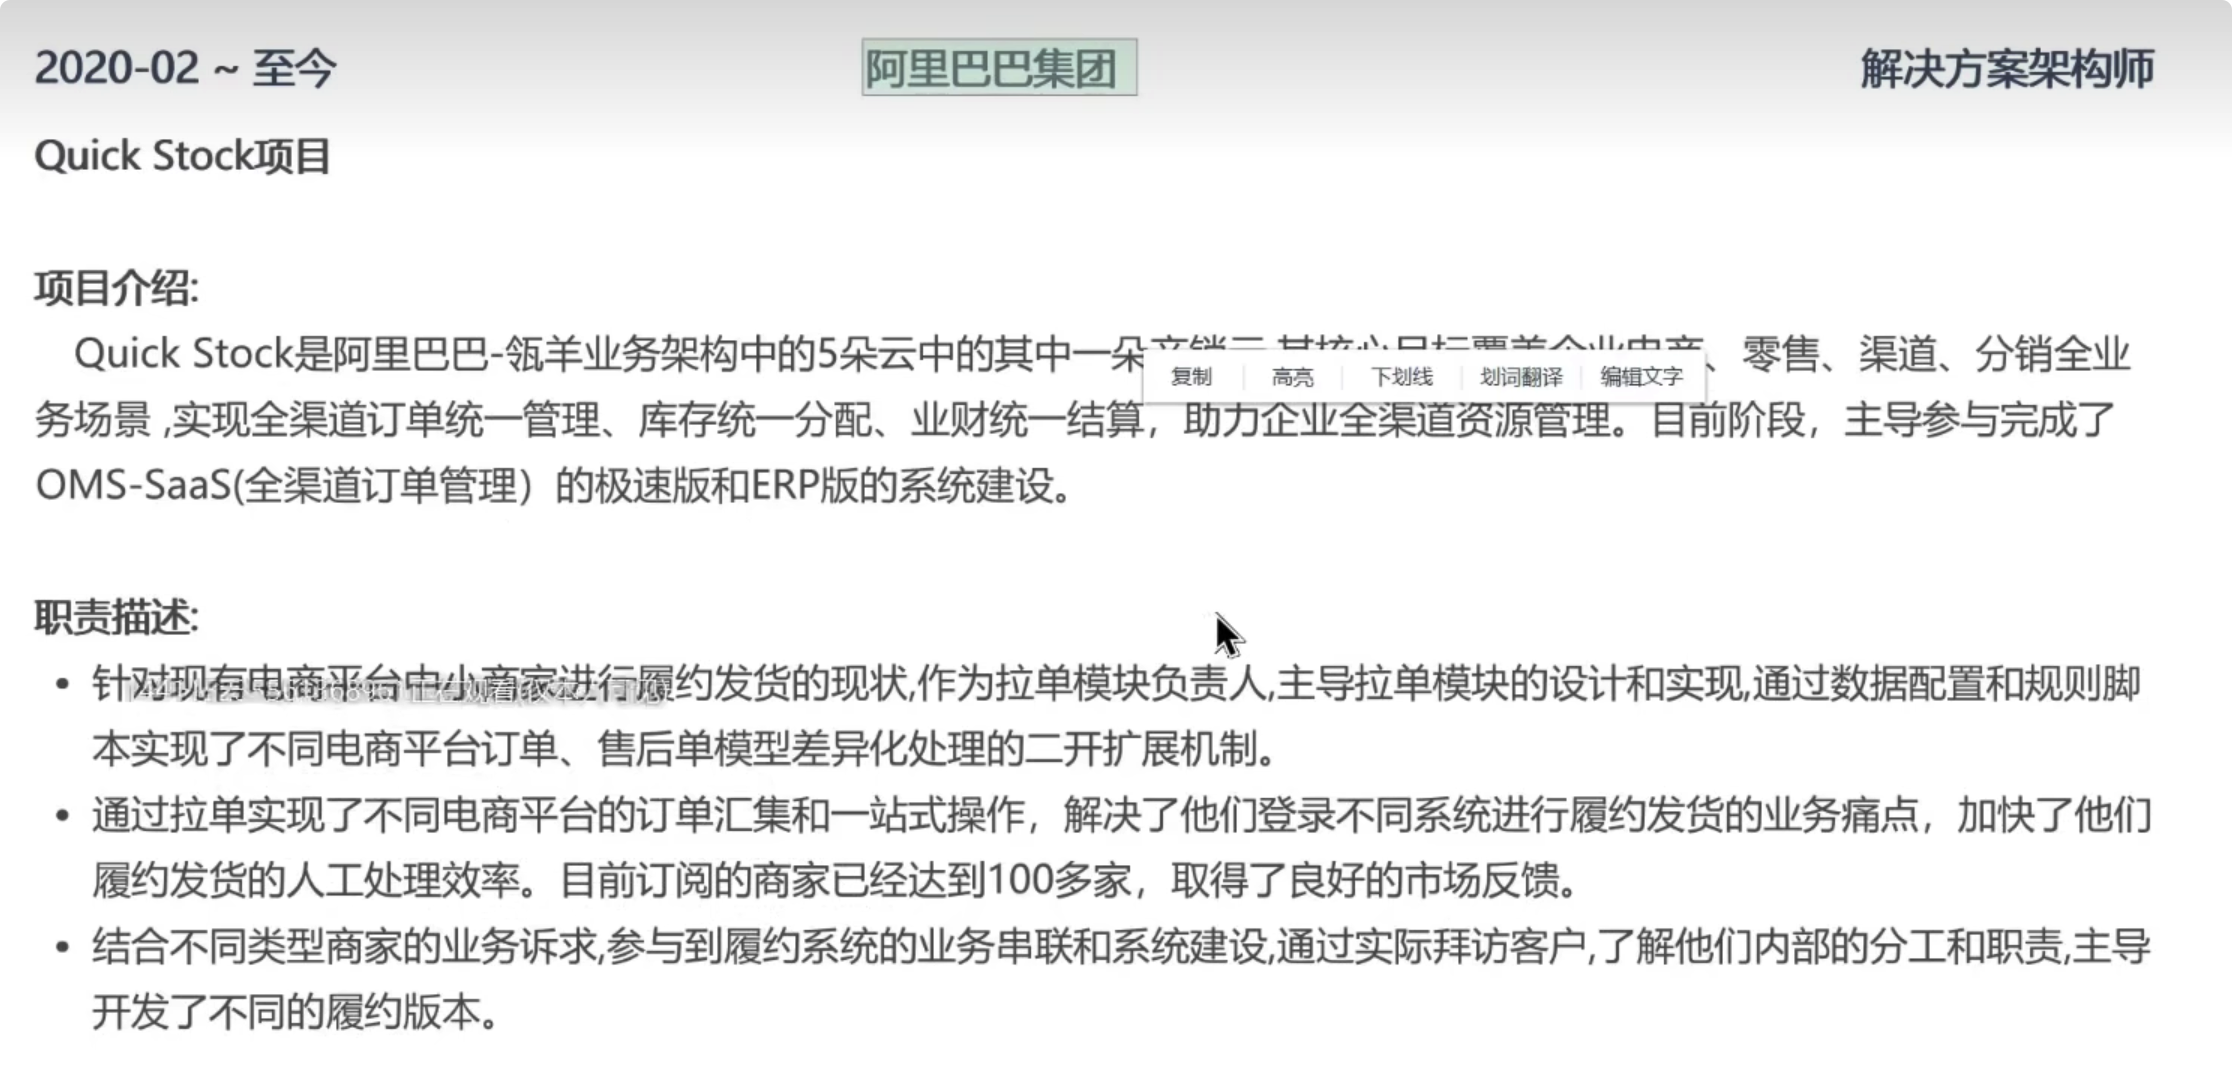 2020-02 ~ 至今 阿里巴巴集团 解决方案架构师
Quick Stock项目
项目介绍:
Quick Stock是阿里巴巴-瓴羊业务架构中的5朵云中的其中一朵产销云,其核心目标覆盖企业电商、零售、渠道、分销全业
复制 高亮 下划线 划词翻译 编辑文字
务场景 ,实现全渠道订单统一管理、库存统一分配、业财统一结算，助力企业全渠道资源管理。目前阶段，主导参与完成了
OMS-SaaS(全渠道订单管理）的极速版和ERP版的系统建设。
职责描述:
• 针对现有电商平台中小商家进行履约发货的现状,作为拉单模块负责人,主导拉单模块的设计和实现,通过数据配置和规则脚
正在观看
本实现了不同电商平台订单、售后单模型差异化处理的二开扩展机制。
• 通过拉单实现了不同电商平台的订单汇集和一站式操作，解决了他们登录不同系统进行履约发货的业务痛点，加快了他们
履约发货的人工处理效率。目前订阅的商家已经达到100多家，取得了良好的市场反馈。
• 结合不同类型商家的业务诉求,参与到履约系统的业务串联和系统建设,通过实际拜访客户,了解他们内部的分工和职责,主导
开发了不同的履约版本。